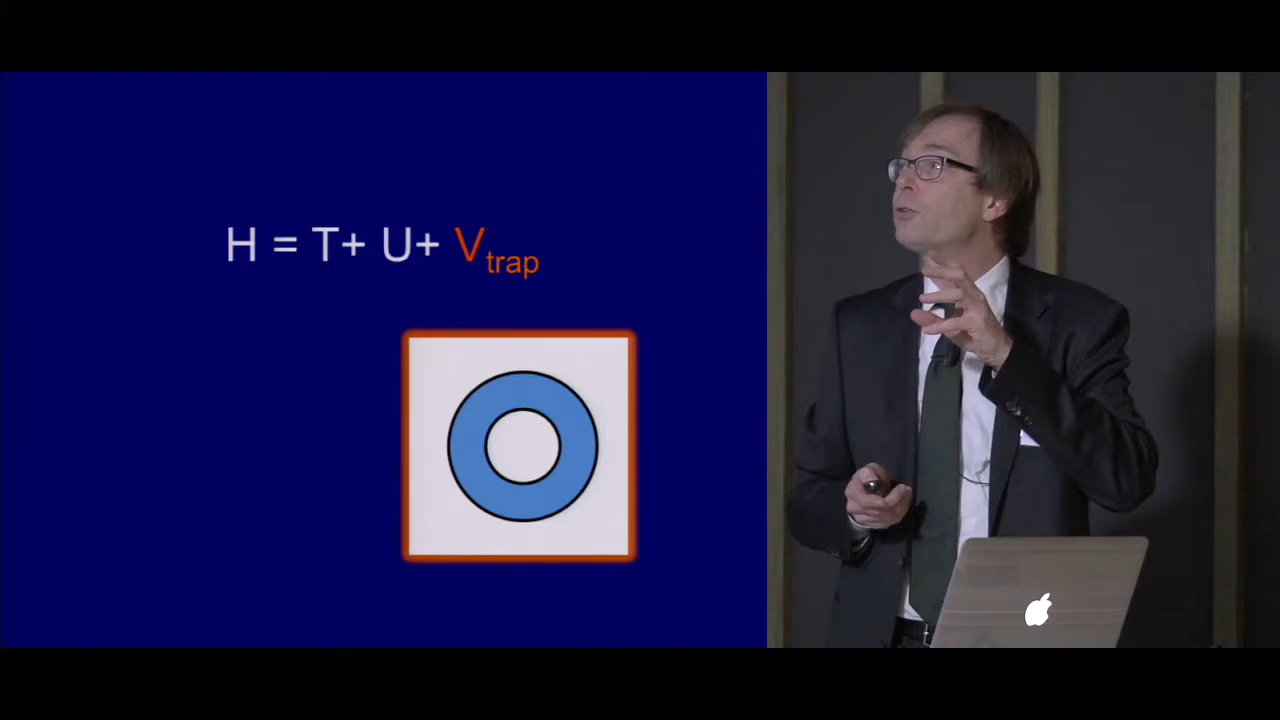 H = T+ U+ Vtrap